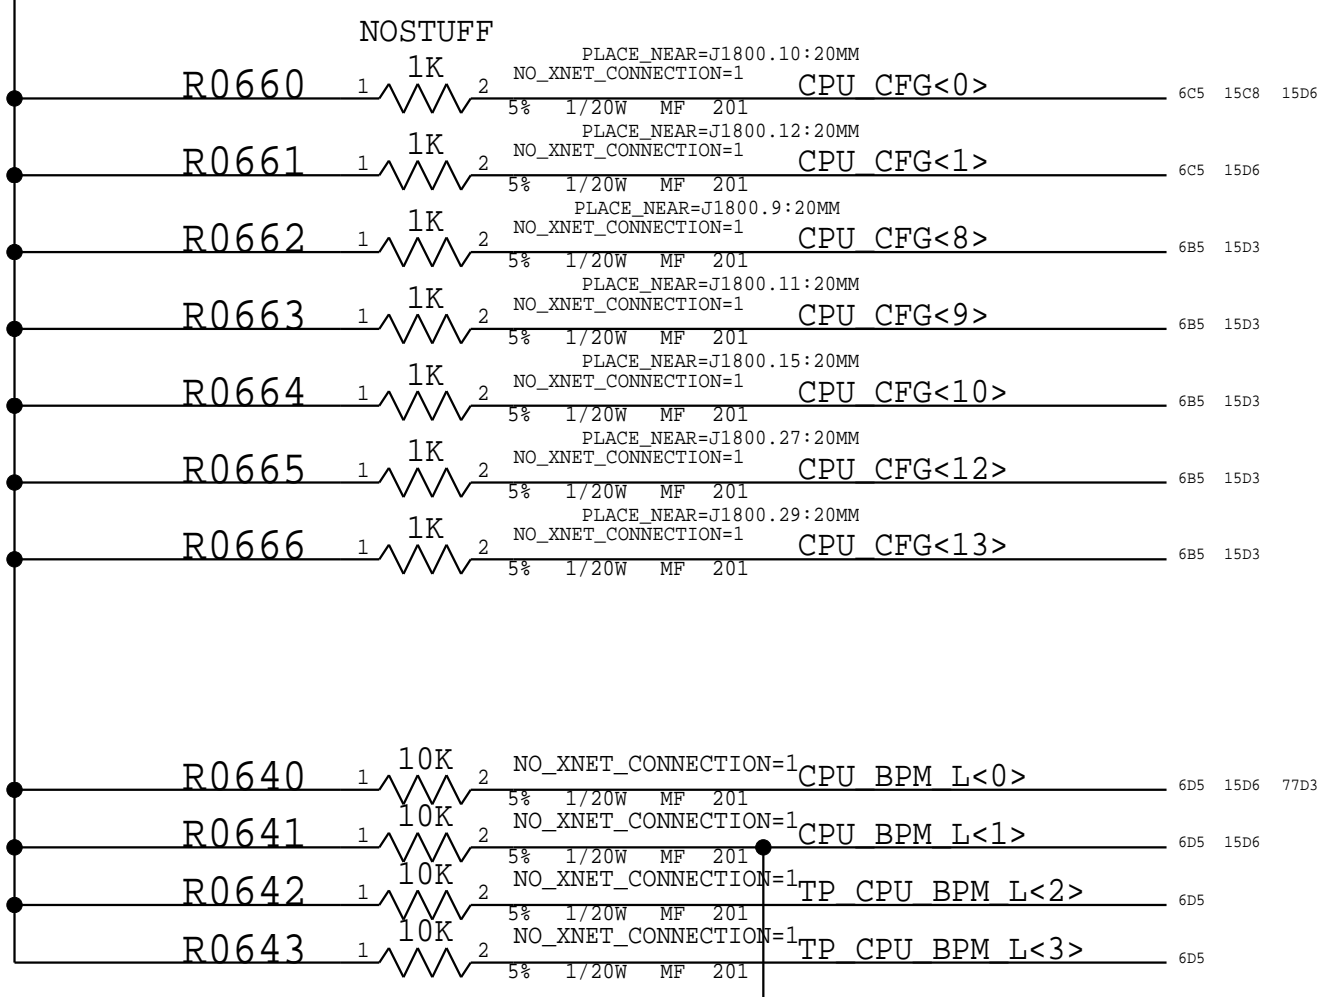 NOSTUFF
PLACE_NEAR=J1800.10:20MM
R0660 1 1K 2 NO_XNET_CONNECTION=1 CPU_CFG<0> 6C5 15C8 15D6
5% 1/20W MF 201
PLACE_NEAR=J1800.12:20MM
R0661 1 1K 2 NO_XNET_CONNECTION=1 CPU_CFG<1> 6C5 15D6
5% 1/20W MF 201
PLACE_NEAR=J1800.9:20MM
R0662 1 1K 2 NO_XNET_CONNECTION=1 CPU_CFG<8> 6B5 15D3
5% 1/20W MF 201
PLACE_NEAR=J1800.11:20MM
R0663 1 1K 2 NO_XNET_CONNECTION=1 CPU_CFG<9> 6B5 15D3
5% 1/20W MF 201
PLACE_NEAR=J1800.15:20MM
R0664 1 1K 2 NO_XNET_CONNECTION=1 CPU_CFG<10> 6B5 15D3
5% 1/20W MF 201
PLACE_NEAR=J1800.27:20MM
R0665 1 1K 2 NO_XNET_CONNECTION=1 CPU_CFG<12> 6B5 15D3
5% 1/20W MF 201
PLACE_NEAR=J1800.29:20MM
R0666 1 1K 2 NO_XNET_CONNECTION=1 CPU_CFG<13> 6B5 15D3
5% 1/20W MF 201
R0640 1 10K 2 NO_XNET_CONNECTION=1 CPU_BPM_L<0> 6D5 15D6 77D3
5% 1/20W MF 201
R0641 1 10K 2 NO_XNET_CONNECTION=1 CPU_BPM_L<1> 6D5 15D6
5% 1/20W MF 201
R0642 1 10K 2 NO_XNET_CONNECTION=1 TP_CPU_BPM_L<2> 6D5
5% 1/20W MF 201
R0643 1 10K 2 NO_XNET_CONNECTION=1 TP_CPU_BPM_L<3> 6D5
5% 1/20W MF 201